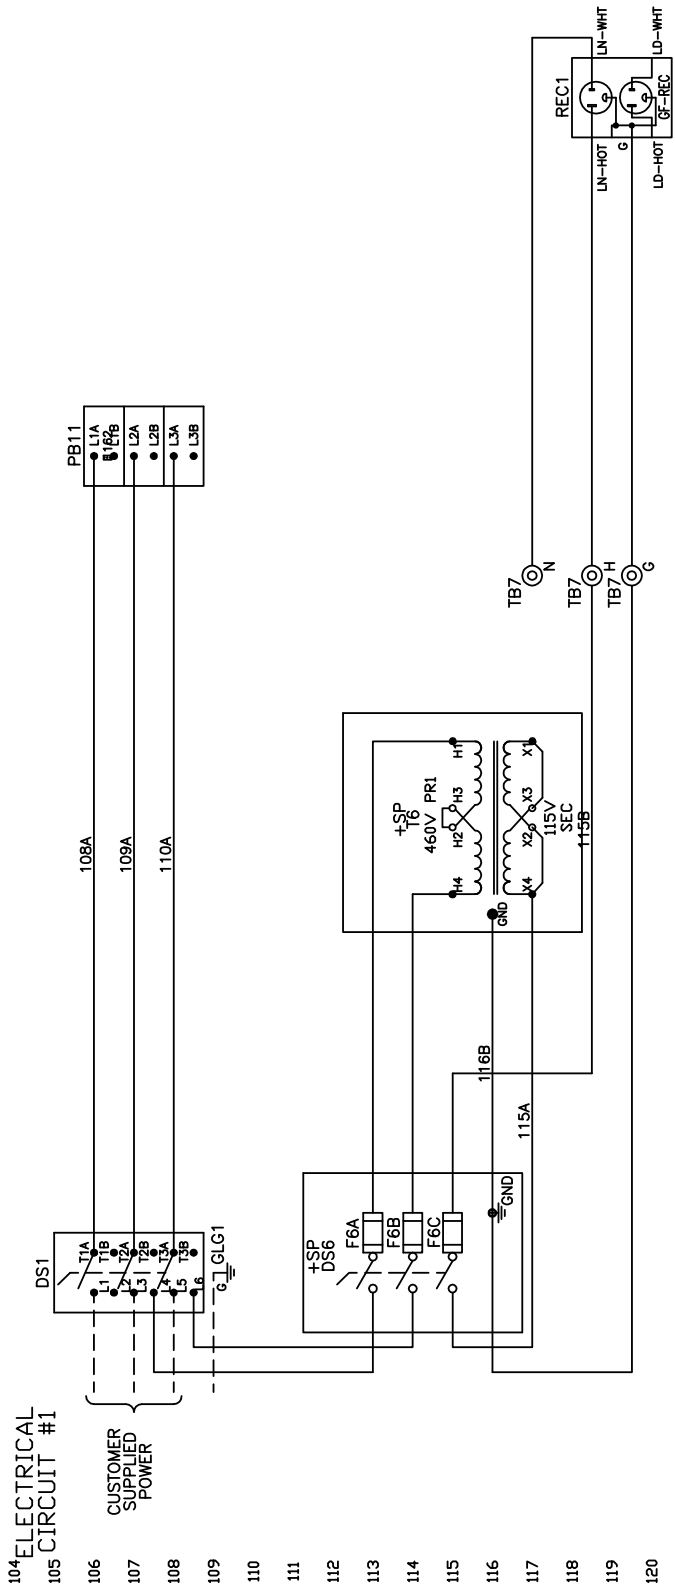 104
ELECTRICAL
CIRCUIT #1
105
106
107
108
109
110
111
112
113
114
115
116
117
118
119
120
CUSTOMER
SUPPLIED
POWER
DS1
L1
L2
L3
L4
L5
L6
T1A
T1B
T2A
T2B
T3A
T3B
GLG1
G
108A
109A
110A
PB11
L1A
L1B
L2A
L2B
L3A
L3B
+SP
DS6
F6A
F6B
F6C
GND
116B
115A
+SP
T6
460V PR1
H1
H3
H2
H4
X1
X3
X2
X4
115V
SEC
115B
GND
TB7
N
TB7
H
TB7
G
REC1
LN-WHT
LD-WHT
GF-REC
LN-HOT
G
LD-HOT